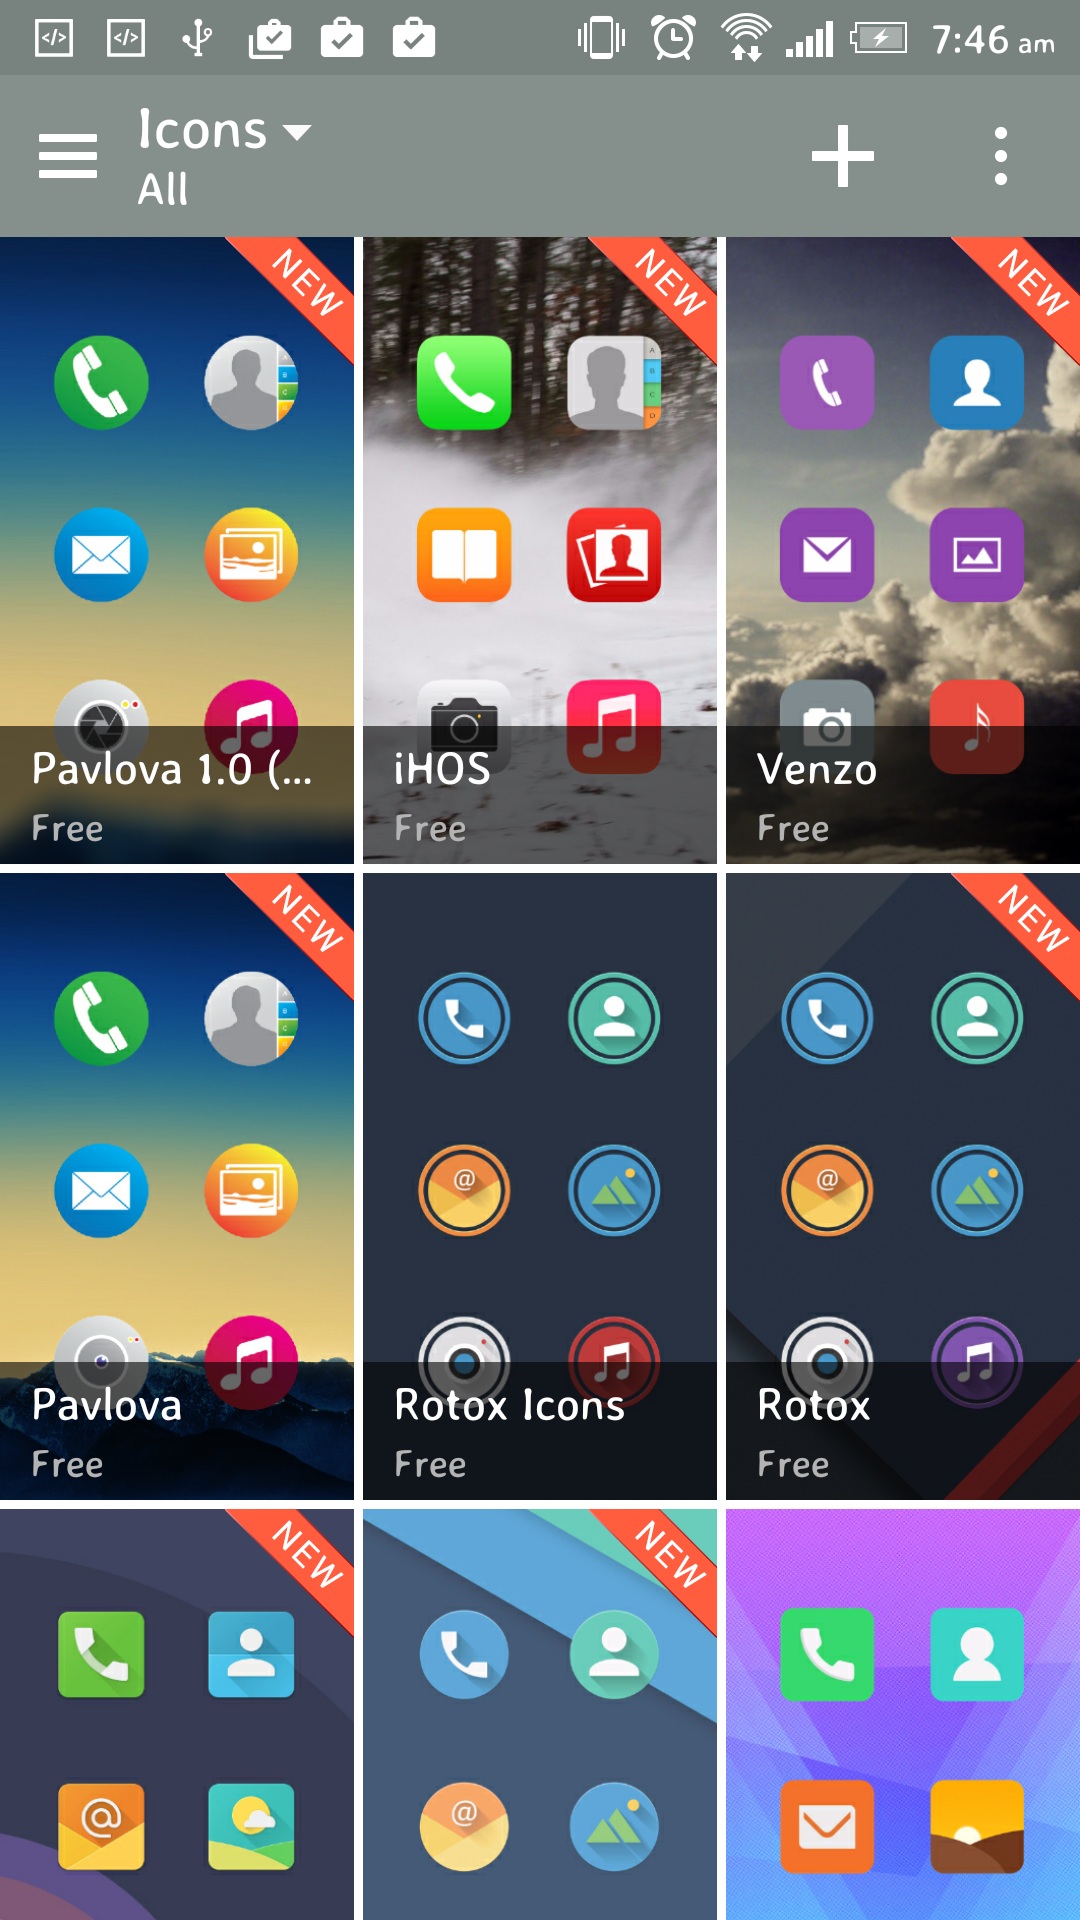 7:46 am
Icons
All
NEW
NEW
NEW
Pavlova 1.0 (...
iHOS
Venzo
Free
Free
Free
NEW
NEW
@
@
Pavlova
Rotox Icons
Rotox
Free
Free
Free
NEW
NEW
@
@